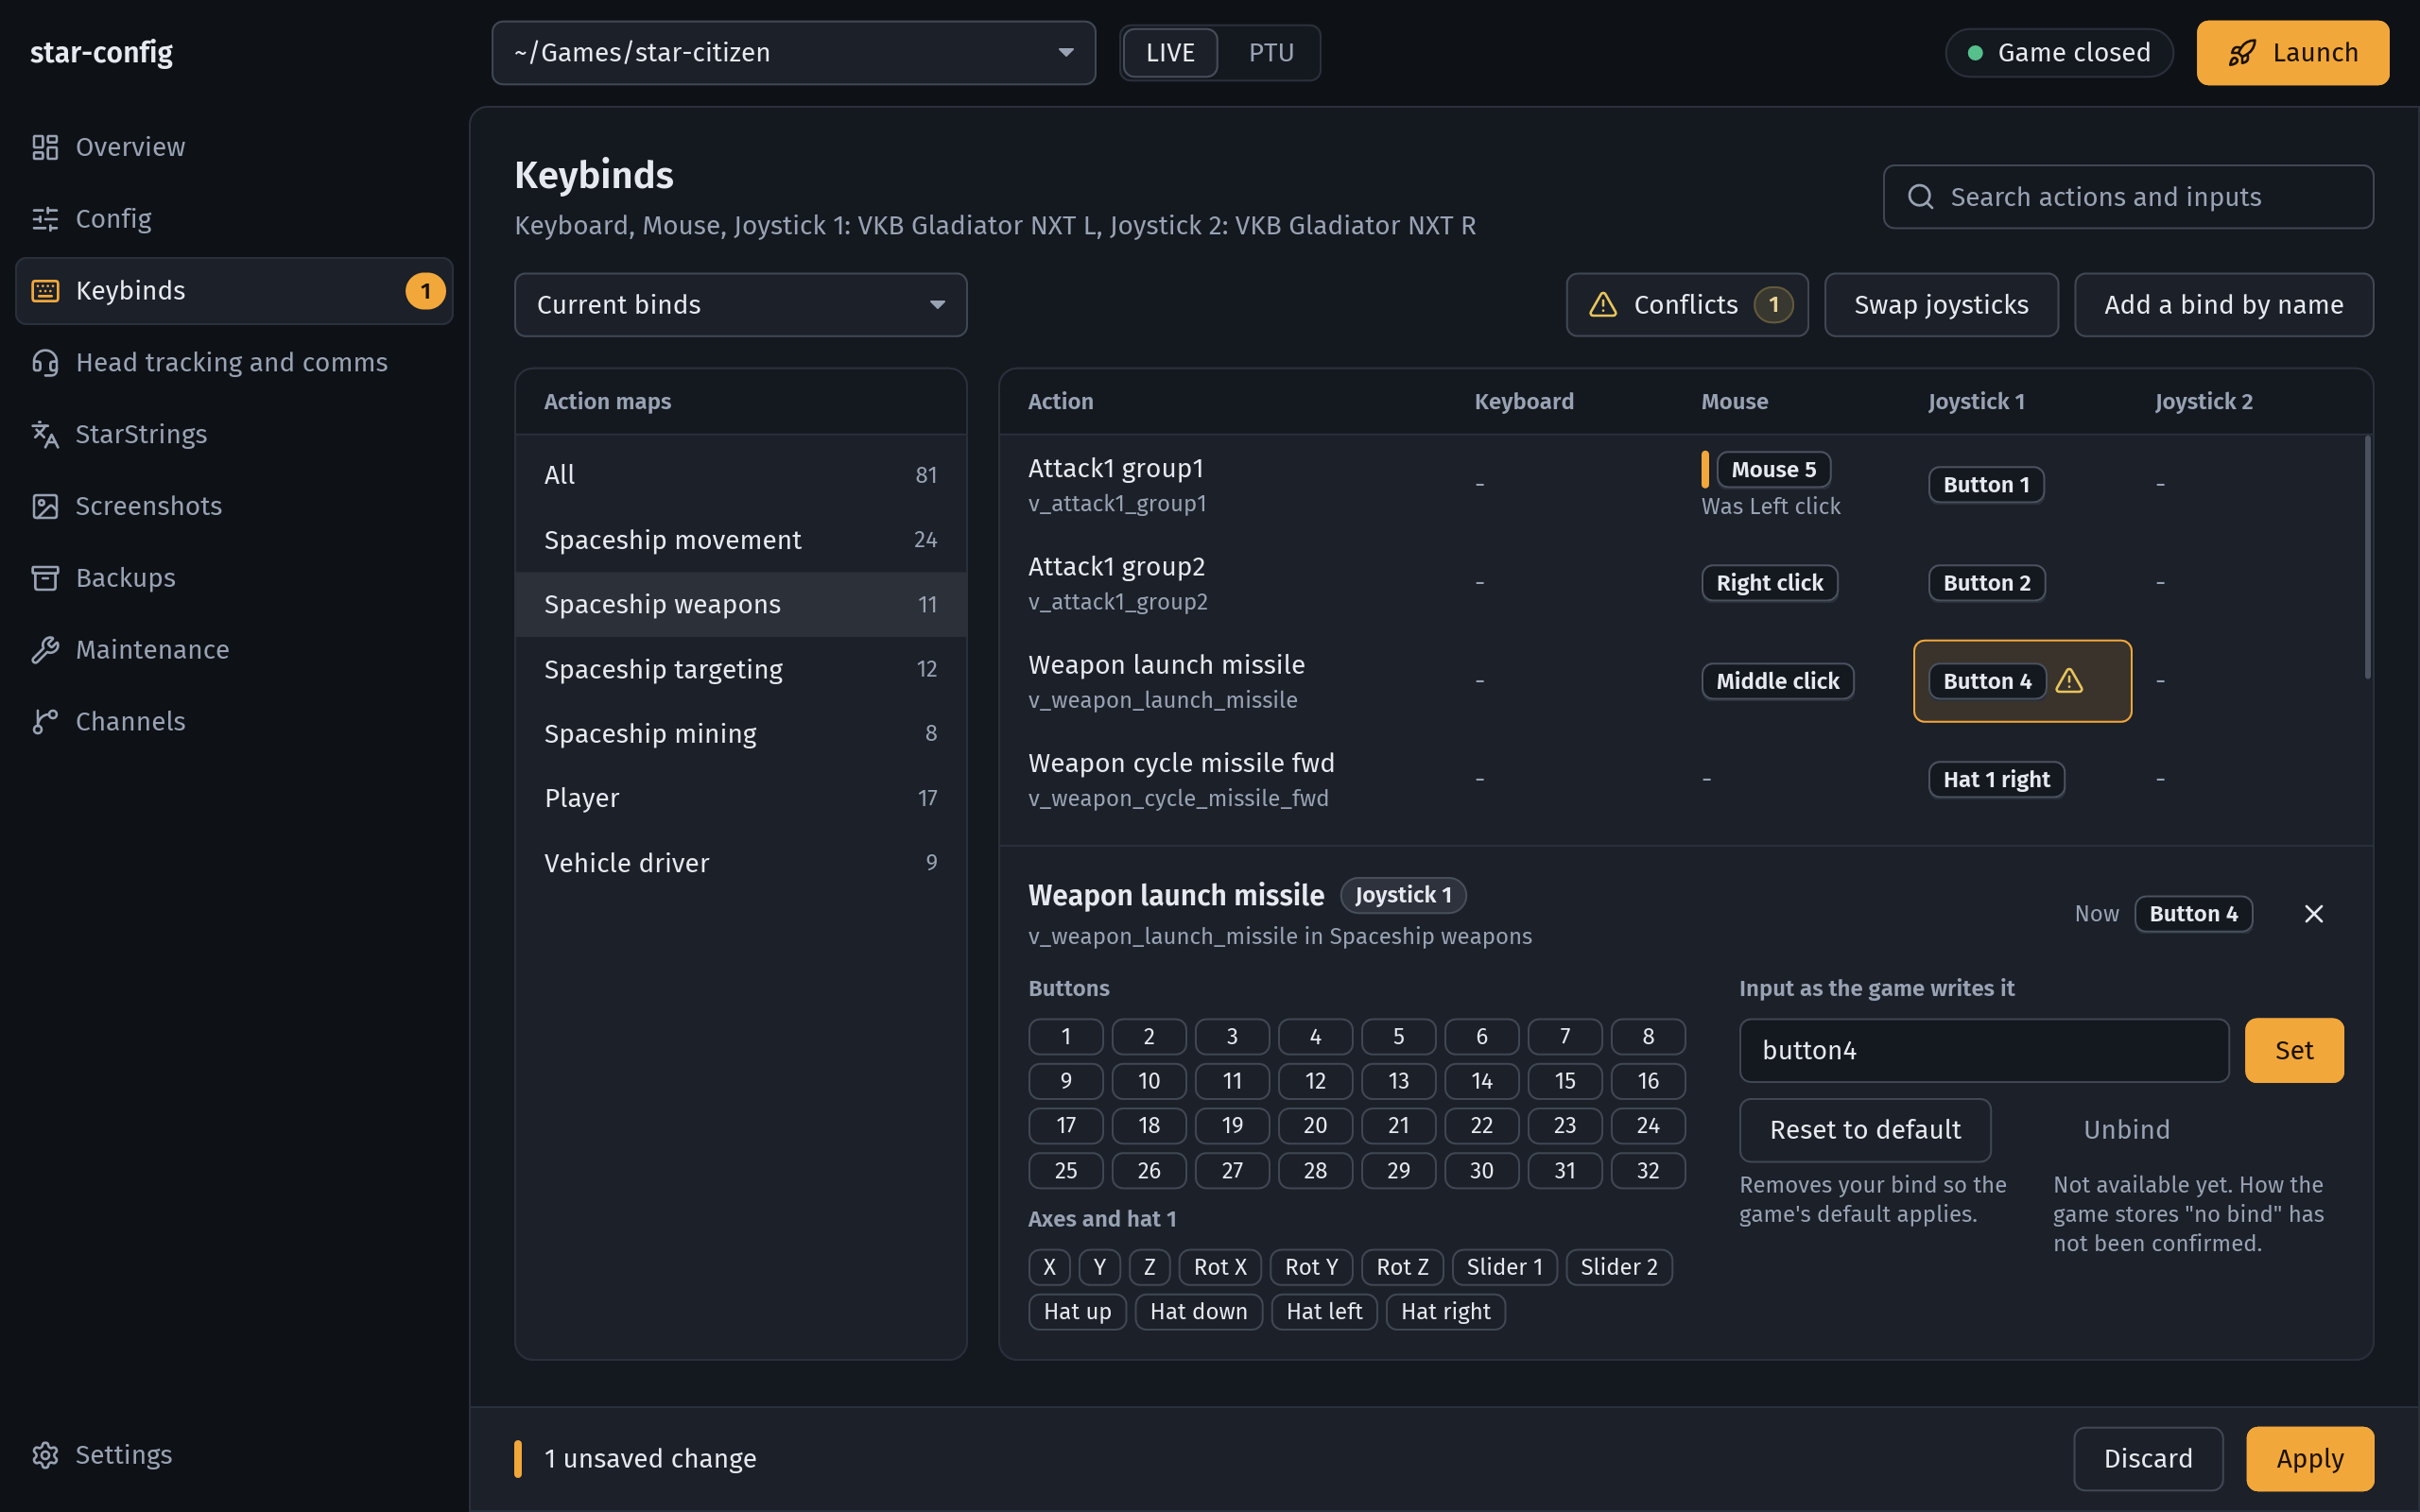 star-config
~/Games/star-citizen
LIVE
PTU
Game closed
Launch
Overview
Config
Keybinds
1
Head tracking and comms
StarStrings
Screenshots
Backups
Maintenance
Channels
Settings
Keybinds
Keyboard, Mouse, Joystick 1: VKB Gladiator NXT L, Joystick 2: VKB Gladiator NXT R
Search actions and inputs
Current binds
Conflicts 1
Swap joysticks
Add a bind by name
Action maps
All 81
Spaceship movement 24
Spaceship weapons 11
Spaceship targeting 12
Spaceship mining 8
Player 17
Vehicle driver 9
Action Keyboard Mouse Joystick 1 Joystick 2
Attack1 group1
v_attack1_group1
-
Mouse 5
Was Left click
Button 1
-
Attack1 group2
v_attack1_group2
-
Right click
Button 2
-
Weapon launch missile
v_weapon_launch_missile
-
Middle click
Button 4
-
Weapon cycle missile fwd
v_weapon_cycle_missile_fwd
-
-
Hat 1 right
-
Weapon launch missile
Joystick 1
v_weapon_launch_missile in Spaceship weapons
Now
Button 4
Buttons
1 2 3 4 5 6 7 8
9 10 11 12 13 14 15 16
17 18 19 20 21 22 23 24
25 26 27 28 29 30 31 32
Axes and hat 1
X Y Z Rot X Rot Y Rot Z Slider 1 Slider 2
Hat up Hat down Hat left Hat right
Input as the game writes it
button4
Set
Reset to default
Removes your bind so the
game's default applies.
Unbind
Not available yet. How the
game stores "no bind" has
not been confirmed.
1 unsaved change
Discard
Apply